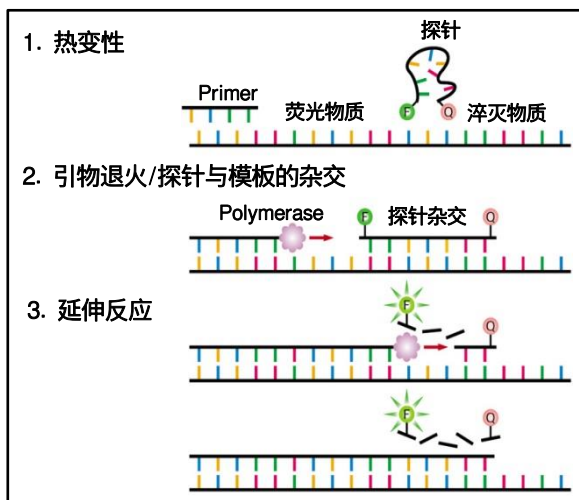 1. 热变性
探针
Primer
荧光物质
F
Q
淬灭物质
2. 引物退火/探针与模板的杂交
Polymerase
F
探针杂交
Q
3. 延伸反应
F
Q
F
Q